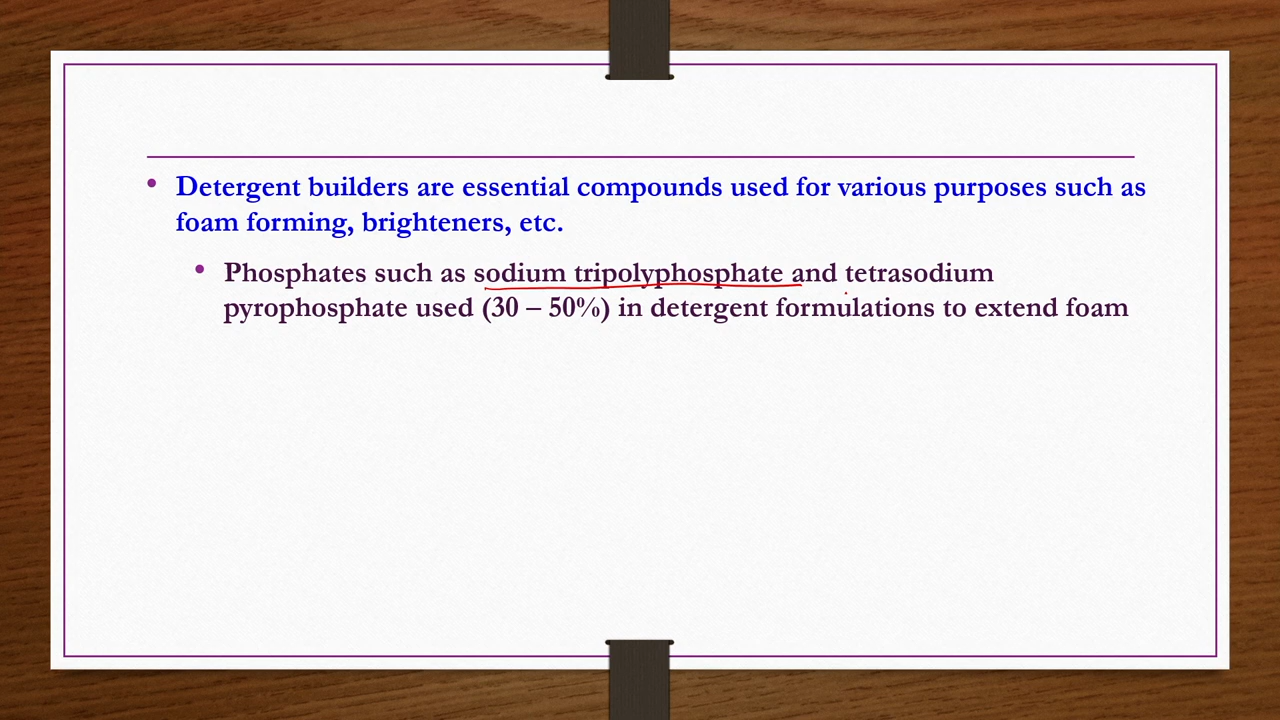 Detergent builders are essential compounds used for various purposes such as
foam forming, brighteners, etc.
Phosphates such as sodium tripolyphosphate and tetrasodium
pyrophosphate used (30 – 50%) in detergent formulations to extend foam